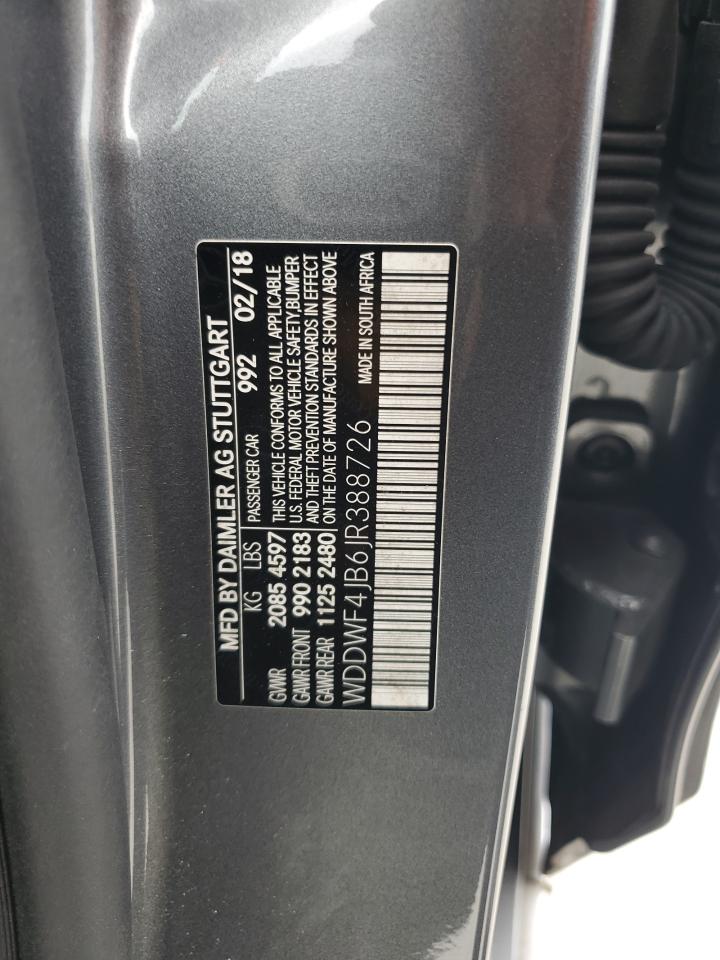 MFD BY DAIMLER AG STUTTGART
KG LBS PASSENGER CAR 992 02/18
GVWR 2085 4597 THIS VEHICLE CONFORMS TO ALL APPLICABLE
GAWR FRONT 990 2183 U.S. FEDERAL MOTOR VEHICLE SAFETY,BUMPER
AND THEFT PREVENTION STANDARDS IN EFFECT
GAWR REAR 1125 2480 ON THE DATE OF MANUFACTURE SHOWN ABOVE
WDDWF4JB6JR388726 MADE IN SOUTH AFRICA